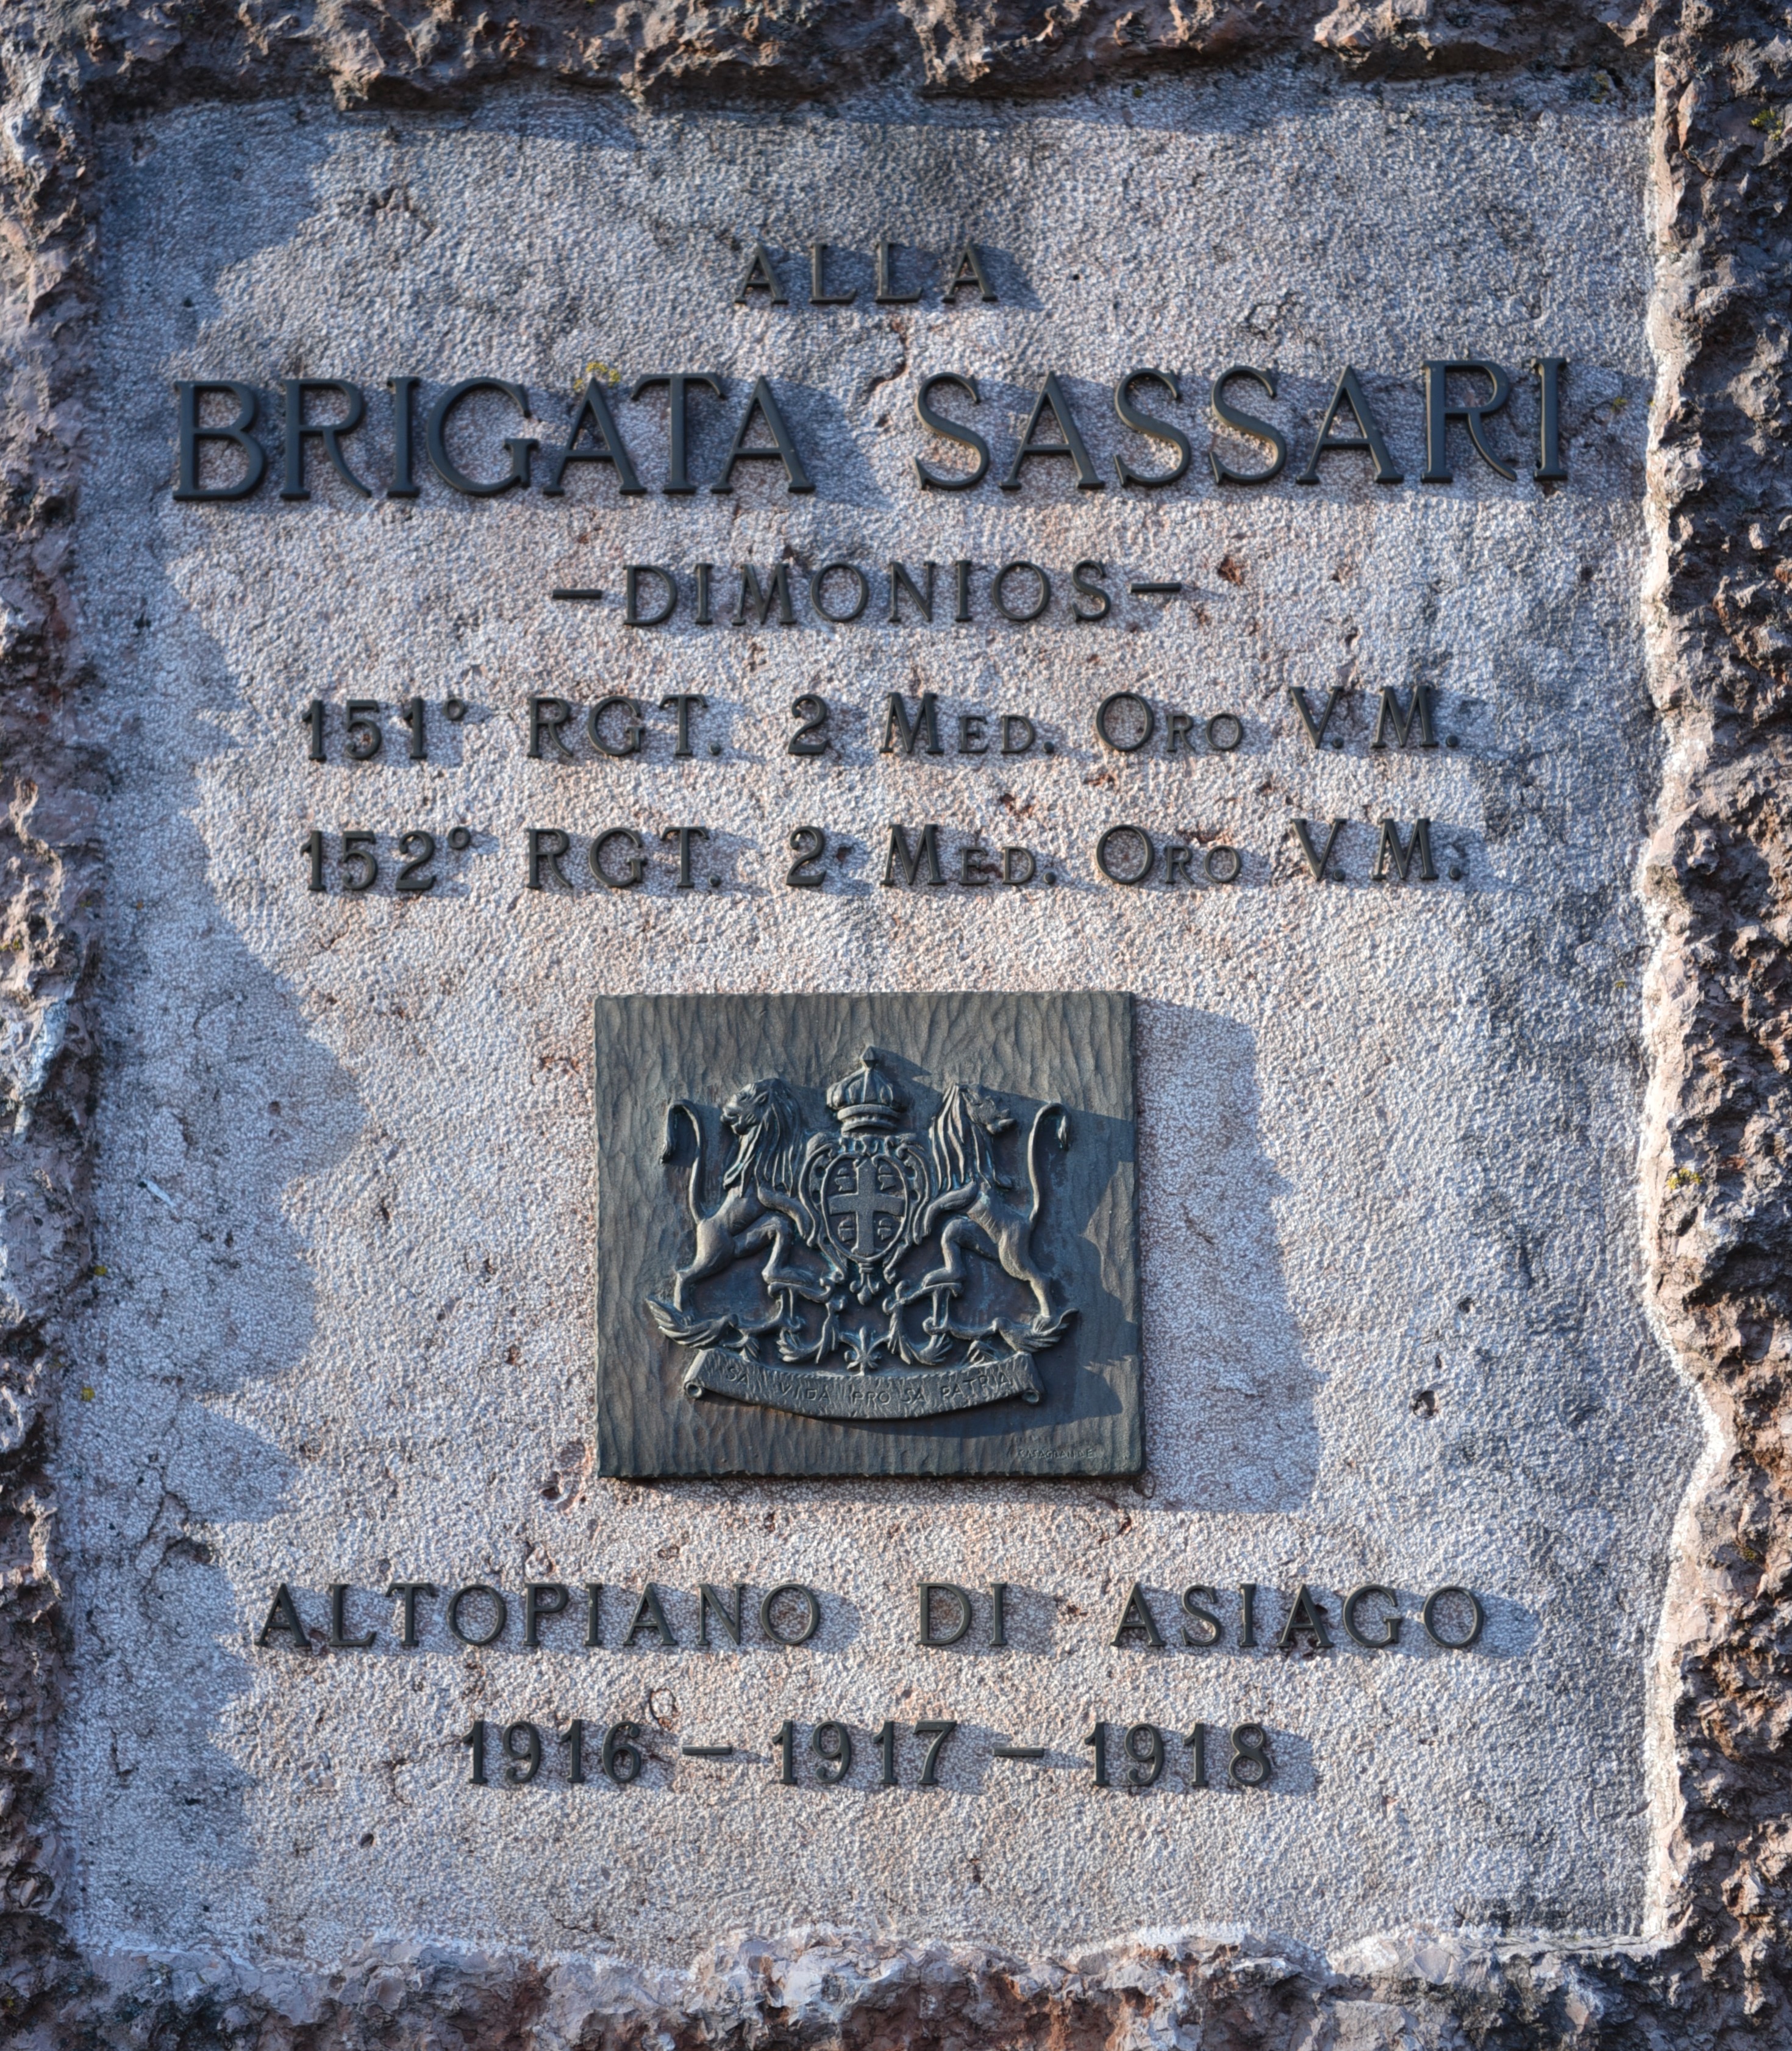 ALLA
BRIGATA SASSARI
-DIMONIOS-
151° RGT. 2 MED. ORO V.M.
152° RGT. 2 MED. ORO V.M.
SA VIDA PRO SA PATRIA
ALTOPIANO DI ASIAGO
1916 - 1917 - 1918